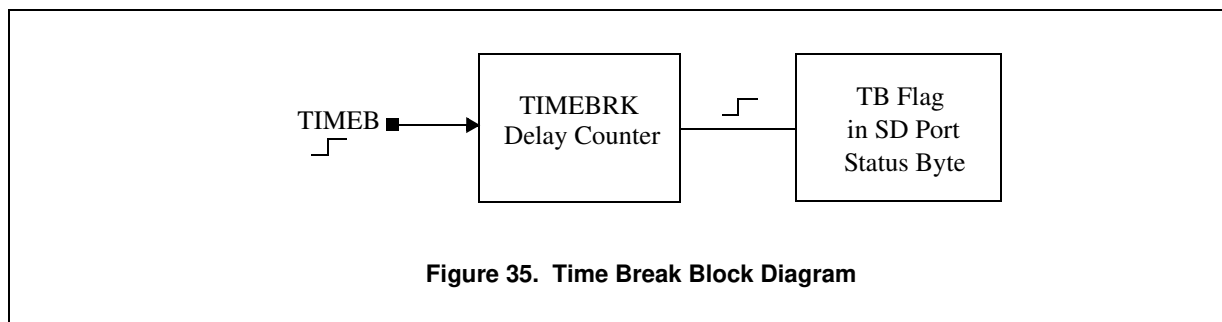 TIMEB
TIMEBRK
Delay Counter
TB Flag
in SD Port
Status Byte
Figure 35. Time Break Block Diagram